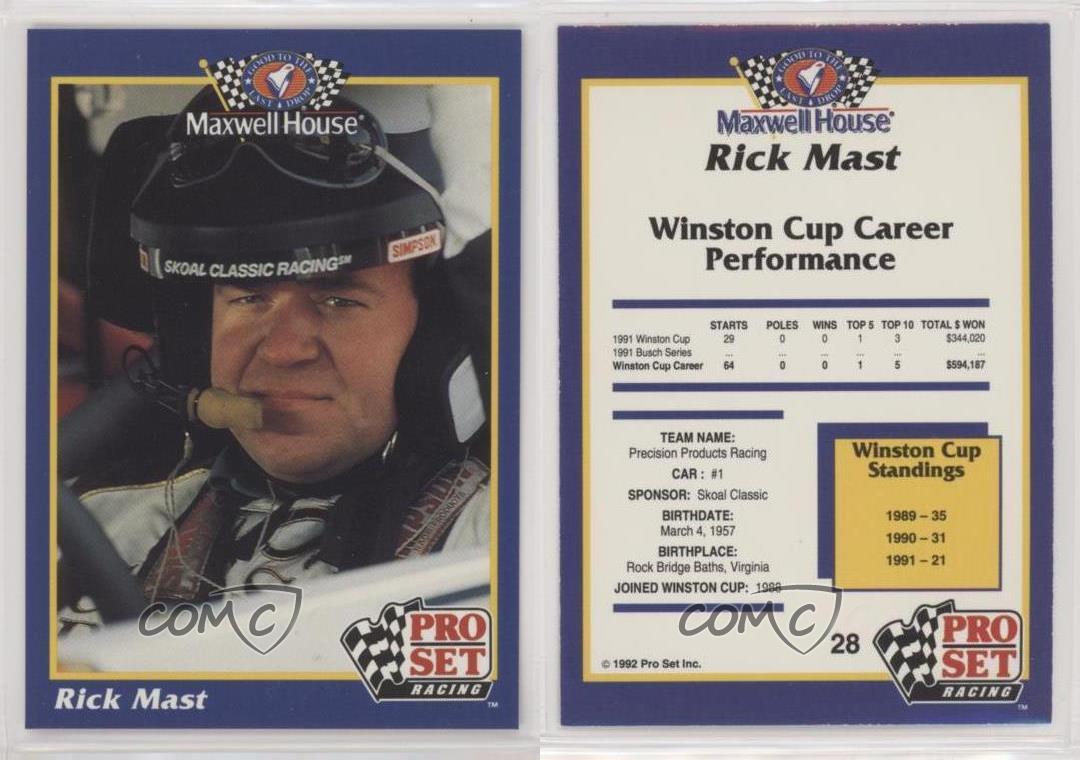 GOOD TO THE
LAST DROP
Maxwell House®
SIMPSON
SKOAL CLASSIC RACING℠
COMC
PRO
SET
RACING
™
Rick Mast
GOOD TO THE
LAST DROP
Maxwell House®
Rick Mast
Winston Cup Career
Performance
STARTS POLES WINS TOP 5 TOP 10 TOTAL $ WON
1991 Winston Cup 29 0 0 1 3 $344,020
1991 Busch Series ... ... ... ... ... ...
Winston Cup Career 64 0 0 1 5 $594,187
TEAM NAME:
Precision Products Racing
CAR : #1
SPONSOR: Skoal Classic
BIRTHDATE:
March 4, 1957
BIRTHPLACE:
Rock Bridge Baths, Virginia
JOINED WINSTON CUP: 1988
Winston Cup
Standings
1989 – 35
1990 – 31
1991 – 21
COMC
28
© 1992 Pro Set Inc.
PRO
SET
RACING
™